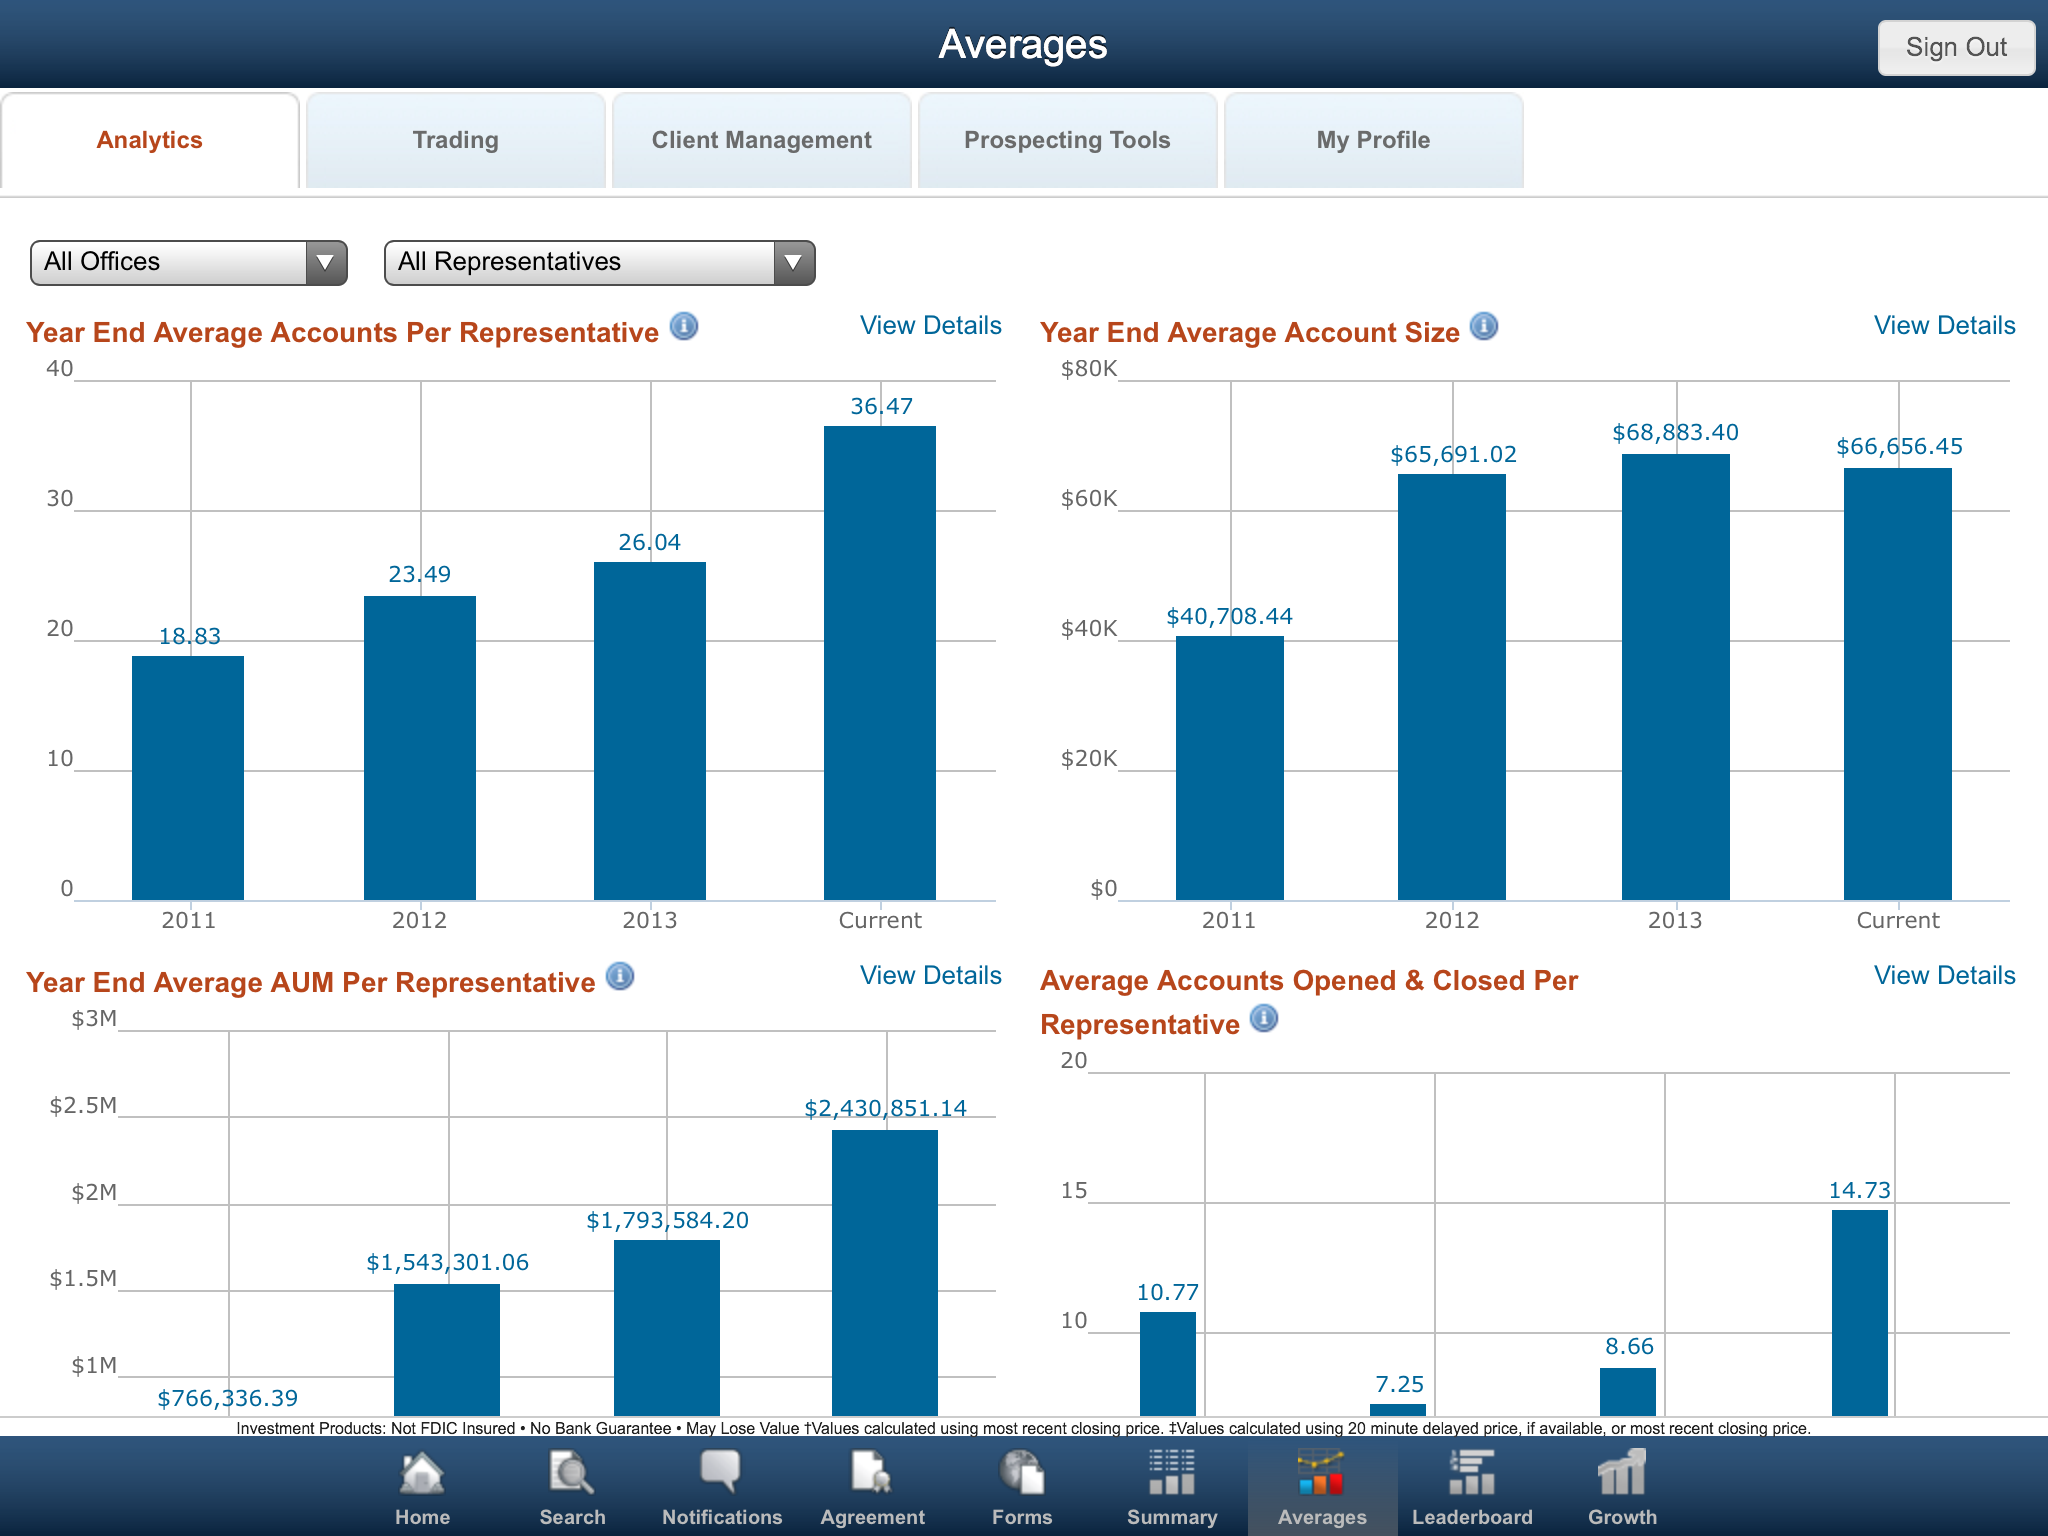 Averages
Sign Out
Analytics
Trading
Client Management
Prospecting Tools
My Profile
All Offices
All Representatives
Year End Average Accounts Per Representative
View Details
40
30
20
10
0
18.83
23.49
26.04
36.47
2011
2012
2013
Current
Year End Average Account Size
View Details
$80K
$60K
$40K
$20K
$0
$40,708.44
$65,691.02
$68,883.40
$66,656.45
2011
2012
2013
Current
Year End Average AUM Per Representative
View Details
$3M
$2.5M
$2M
$1.5M
$1M
$766,336.39
$1,543,301.06
$1,793,584.20
$2,430,851.14
Average Accounts Opened & Closed Per
Representative
View Details
20
15
10
10.77
7.25
8.66
14.73
Investment Products: Not FDIC Insured • No Bank Guarantee • May Lose Value †Values calculated using most recent closing price. ‡Values calculated using 20 minute delayed price, if available, or most recent closing price.
Home
Search
Notifications
Agreement
Forms
Summary
Averages
Leaderboard
Growth